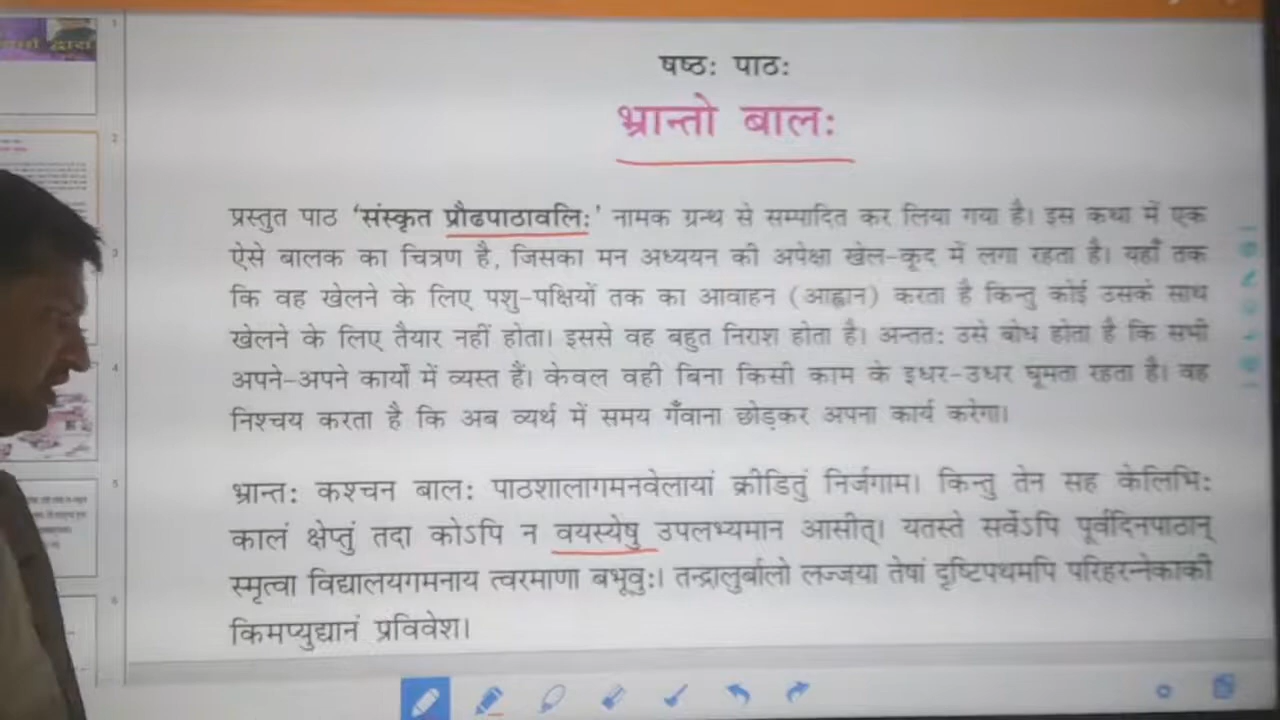 षष्ठः पाठः
भ्रान्तो बालः
प्रस्तुत पाठ 'संस्कृत प्रौढपाठावलिः' नामक ग्रन्थ से सम्पादित कर लिया गया है। इस कथा में एक
ऐसे बालक का चित्रण है, जिसका मन अध्ययन की अपेक्षा खेल-कूद में लगा रहता है। यहाँ तक
कि वह खेलने के लिए पशु-पक्षियों तक का आवाहन (आह्वान) करता है किन्तु कोई उसके साथ
खेलने के लिए तैयार नहीं होता। इससे वह बहुत निराश होता है। अन्ततः उसे बोध होता है कि सभी
अपने-अपने कार्यों में व्यस्त हैं। केवल वही बिना किसी काम के इधर-उधर घूमता रहता है। वह
निश्चय करता है कि अब व्यर्थ में समय गँवाना छोड़कर अपना कार्य करेगा।
भ्रान्तः कश्चन बालः पाठशालागमनवेलायां क्रीडितुं निर्जगाम। किन्तु तेन सह केलिभिः
कालं क्षेप्तुं तदा कोऽपि न वयस्येषु उपलभ्यमान आसीत्। यतस्ते सर्वेऽपि पूर्वदिनपाठान्
स्मृत्वा विद्यालयगमनाय त्वरमाणा बभूवुः। तन्द्रालुर्बालो लज्जया तेषां दृष्टिपथमपि परिहरन्नेकाकी
किमप्युद्यानं प्रविवेश।